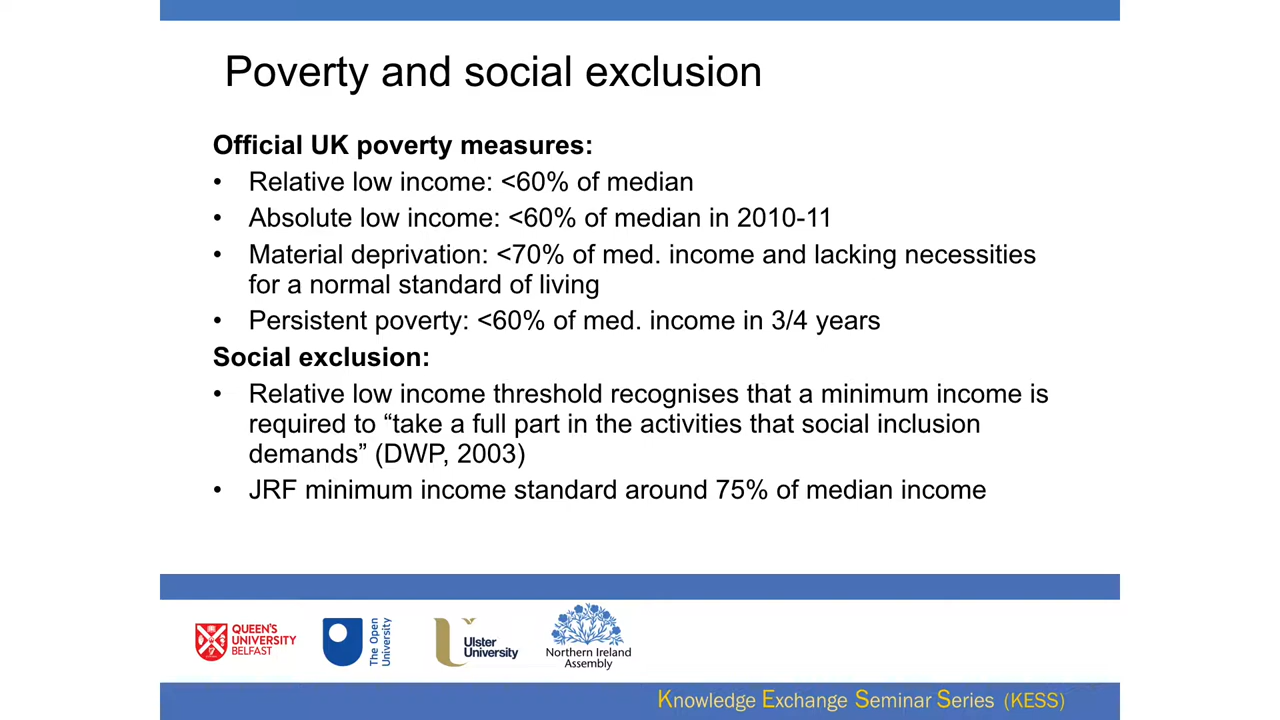 Poverty and social exclusion
Official UK poverty measures:
• Relative low income: <60% of median
• Absolute low income: <60% of median in 2010-11
• Material deprivation: <70% of med. income and lacking necessities
for a normal standard of living
• Persistent poverty: <60% of med. income in 3/4 years
Social exclusion:
• Relative low income threshold recognises that a minimum income is
required to “take a full part in the activities that social inclusion
demands” (DWP, 2003)
• JRF minimum income standard around 75% of median income
QUEEN'S
UNIVERSITY
BELFAST
The Open
University
Ulster
University
Northern Ireland
Assembly
Knowledge Exchange Seminar Series (KESS)